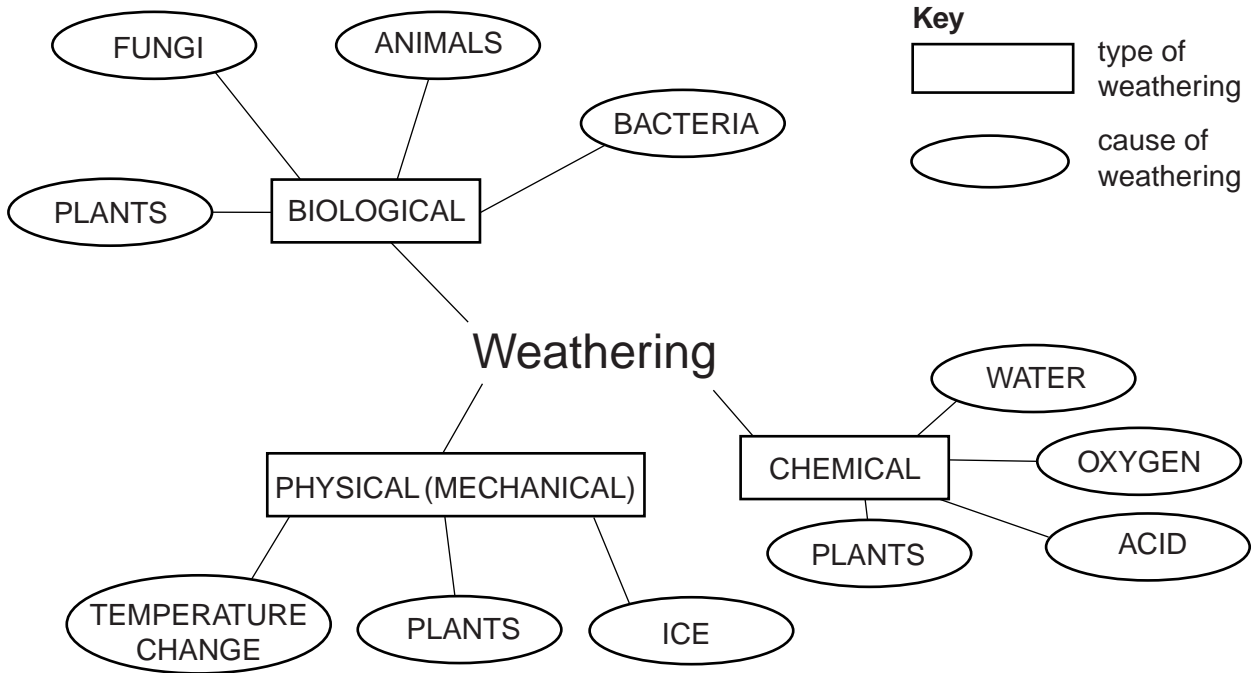 Key
type of
weathering
cause of
weathering
FUNGI
ANIMALS
BACTERIA
PLANTS
BIOLOGICAL
Weathering
WATER
OXYGEN
CHEMICAL
ACID
PLANTS
PHYSICAL (MECHANICAL)
TEMPERATURE
CHANGE
PLANTS
ICE